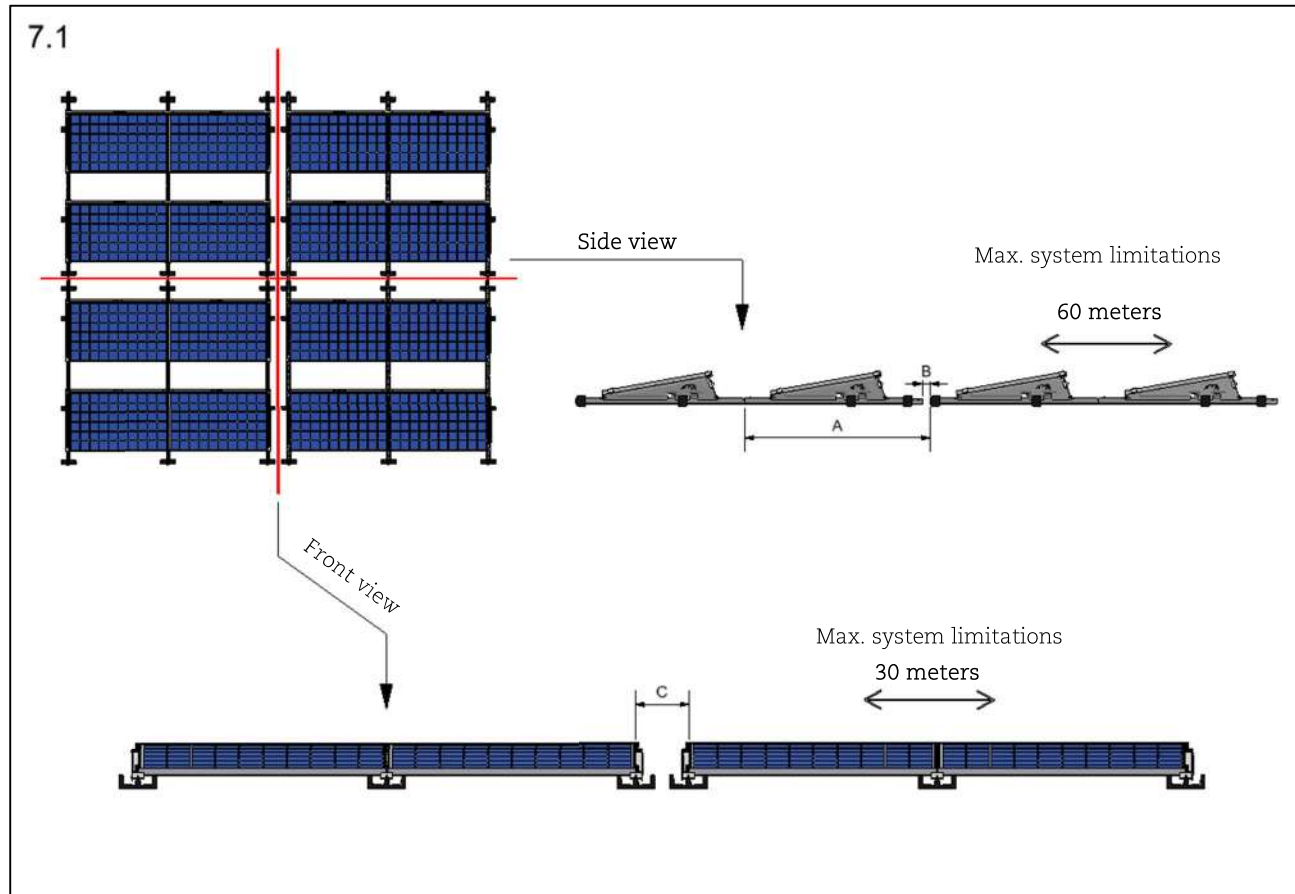 7.1
Side view
Max. system limitations
60 meters
B
A
Front view
Max. system limitations
30 meters
C